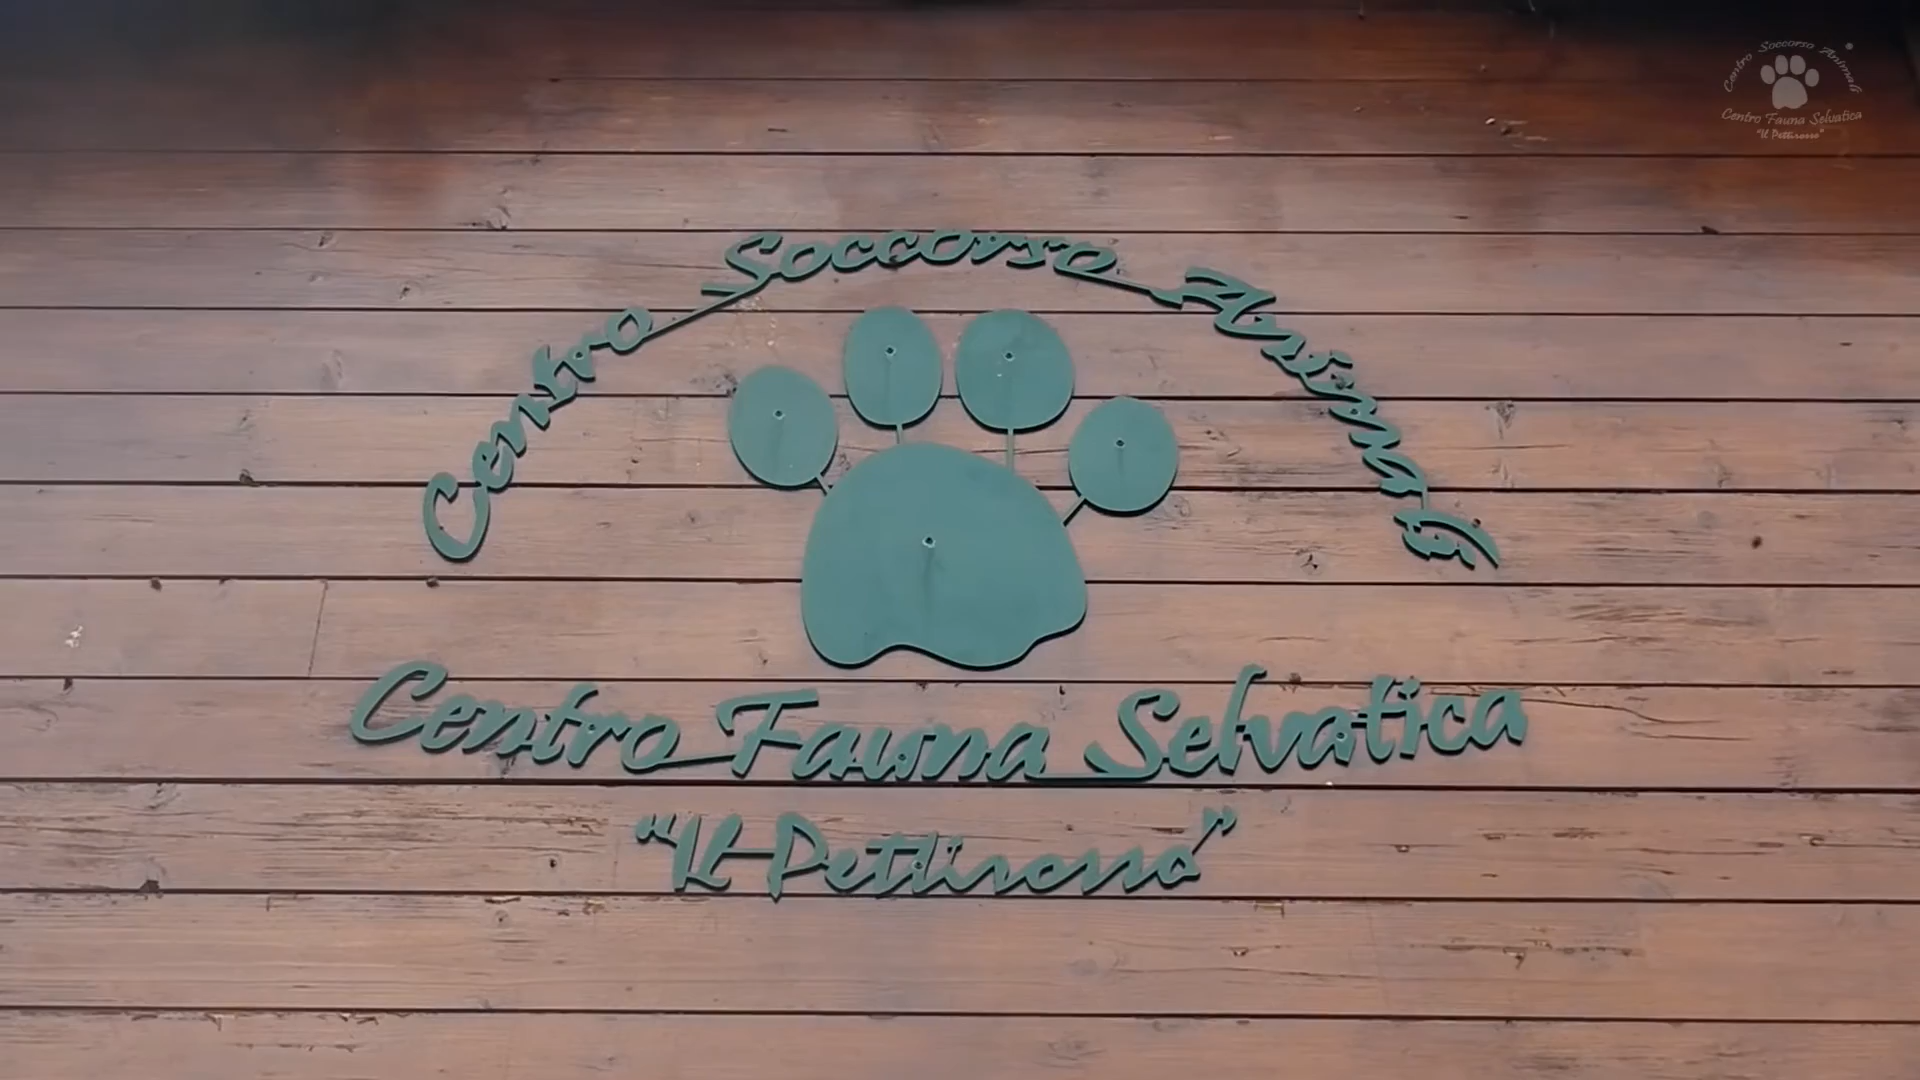 Centro Soccorso Animali
Centro Fauna Selvatica
"Il Pettirosso"
Centro Soccorso Animali
Centro Fauna Selvatica
"Il Pettirosso"